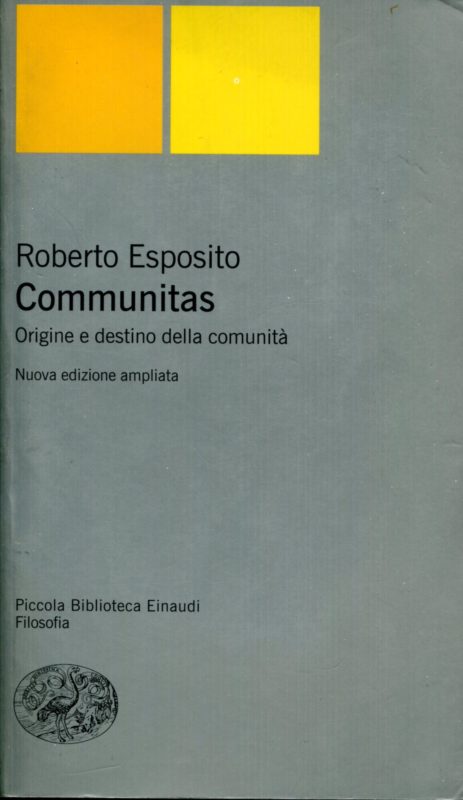 Roberto Esposito
Communitas
Origine e destino della comunità
Nuova edizione ampliata
Piccola Biblioteca Einaudi
Filosofia